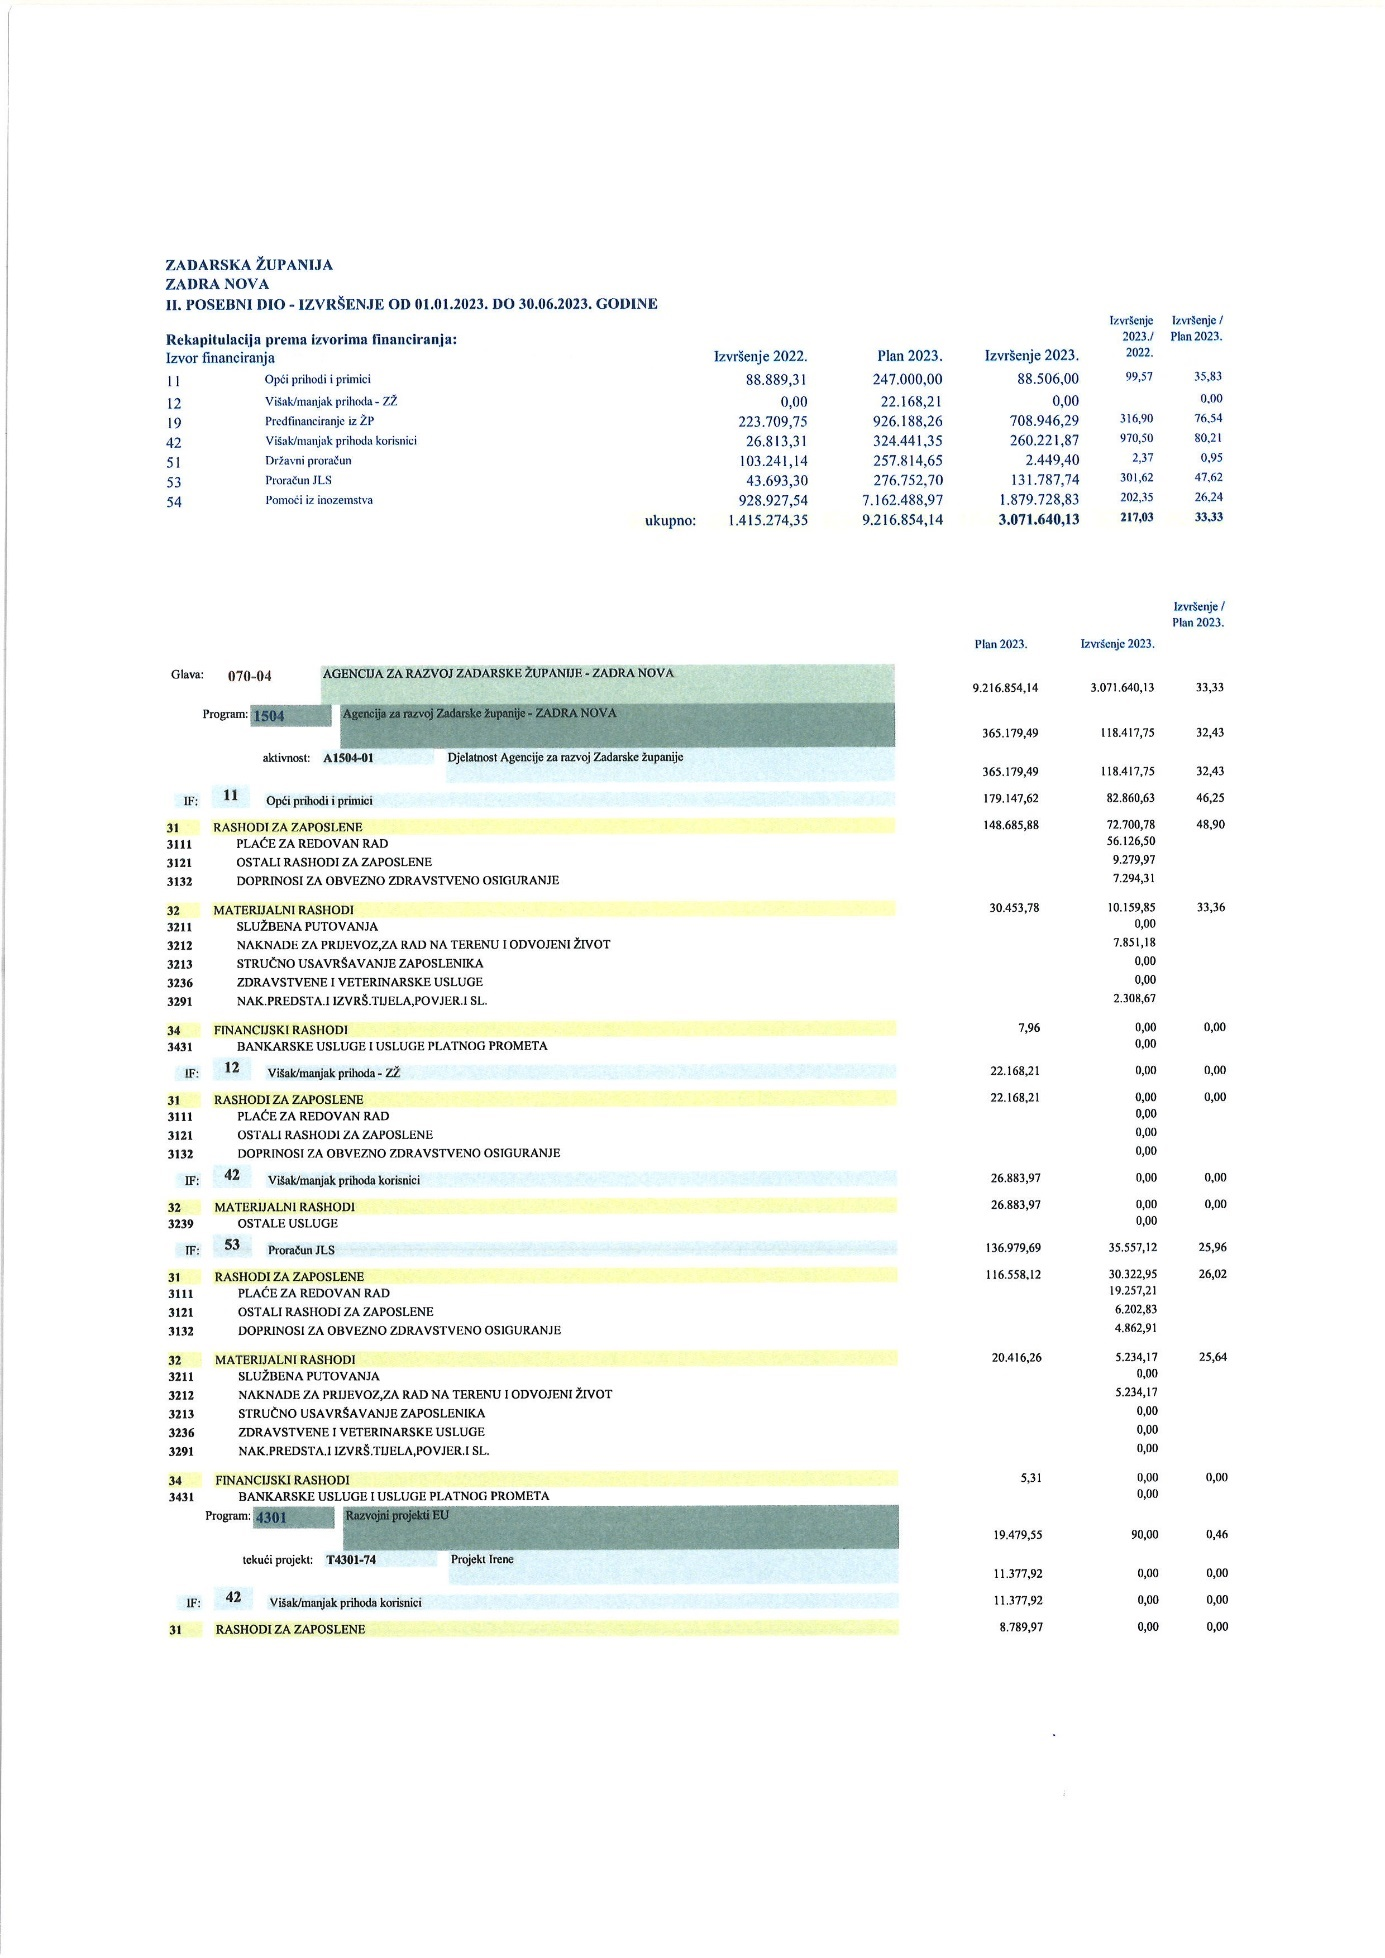 ZADARSKA ŽUPANIJA
ZADRA NOVA
II. POSEBNI DIO - IZVRŠENJE OD 01.01.2023. DO 30.06.2023. GODINE
Rekapitulacija prema izvorima financiranja:
Izvor financiranja Izvršenje 2022. Plan 2023. Izvršenje 2023. Izvršenje 2023./ 2022. Izvršenje / Plan 2023.
11 Opći prihodi i primici 88.889,31 247.000,00 88.506,00 99,57 35,83
12 Višak/manjak prihoda - ZŽ 0,00 22.168,21 0,00 0,00
19 Predfinanciranje iz ŽP 223.709,75 926.188,26 708.946,29 316,90 76,54
42 Višak/manjak prihoda korisnici 26.813,31 324.441,35 260.221,87 970,50 80,21
51 Državni proračun 103.241,14 257.814,65 2.449,40 2,37 0,95
53 Proračun JLS 43.693,30 276.752,70 131.787,74 301,62 47,62
54 Pomoći iz inozemstva 928.927,54 7.162.488,97 1.879.728,83 202,35 26,24
ukupno: 1.415.274,35 9.216.854,14 3.071.640,13 217,03 33,33
Plan 2023. Izvršenje 2023. Izvršenje / Plan 2023.
Glava: 070-04 AGENCIJA ZA RAZVOJ ZADARSKE ŽUPANIJE - ZADRA NOVA 9.216.854,14 3.071.640,13 33,33
Program: 1504 Agencija za razvoj Zadarske županije - ZADRA NOVA 365.179,49 118.417,75 32,43
aktivnost: A1504-01 Djelatnost Agencije za razvoj Zadarske županije 365.179,49 118.417,75 32,43
IF: 11 Opći prihodi i primici 179.147,62 82.860,63 46,25
31 RASHODI ZA ZAPOSLENE 148.685,88 72.700,78 48,90
3111 PLAĆE ZA REDOVAN RAD 56.126,50
3121 OSTALI RASHODI ZA ZAPOSLENE 9.279,97
3132 DOPRINOSI ZA OBVEZNO ZDRAVSTVENO OSIGURANJE 7.294,31
32 MATERIJALNI RASHODI 30.453,78 10.159,85 33,36
3211 SLUŽBENA PUTOVANJA 0,00
3212 NAKNADE ZA PRIJEVOZ,ZA RAD NA TERENU I ODVOJENI ŽIVOT 7.851,18
3213 STRUČNO USAVRŠAVANJE ZAPOSLENIKA 0,00
3236 ZDRAVSTVENE I VETERINARSKE USLUGE 0,00
3291 NAK.PREDSTA.I IZVRŠ.TIJELA,POVJER.I SL. 2.308,67
34 FINANCIJSKI RASHODI 7,96 0,00 0,00
3431 BANKARSKE USLUGE I USLUGE PLATNOG PROMETA 0,00
IF: 12 Višak/manjak prihoda - ZŽ 22.168,21 0,00 0,00
31 RASHODI ZA ZAPOSLENE 22.168,21 0,00 0,00
3111 PLAĆE ZA REDOVAN RAD 0,00
3121 OSTALI RASHODI ZA ZAPOSLENE 0,00
3132 DOPRINOSI ZA OBVEZNO ZDRAVSTVENO OSIGURANJE 0,00
IF: 42 Višak/manjak prihoda korisnici 26.883,97 0,00 0,00
32 MATERIJALNI RASHODI 26.883,97 0,00 0,00
3239 OSTALE USLUGE 0,00
IF: 53 Proračun JLS 136.979,69 35.557,12 25,96
31 RASHODI ZA ZAPOSLENE 116.558,12 30.322,95 26,02
3111 PLAĆE ZA REDOVAN RAD 19.257,21
3121 OSTALI RASHODI ZA ZAPOSLENE 6.202,83
3132 DOPRINOSI ZA OBVEZNO ZDRAVSTVENO OSIGURANJE 4.862,91
32 MATERIJALNI RASHODI 20.416,26 5.234,17 25,64
3211 SLUŽBENA PUTOVANJA 0,00
3212 NAKNADE ZA PRIJEVOZ,ZA RAD NA TERENU I ODVOJENI ŽIVOT 5.234,17
3213 STRUČNO USAVRŠAVANJE ZAPOSLENIKA 0,00
3236 ZDRAVSTVENE I VETERINARSKE USLUGE 0,00
3291 NAK.PREDSTA.I IZVRŠ.TIJELA,POVJER.I SL. 0,00
34 FINANCIJSKI RASHODI 5,31 0,00 0,00
3431 BANKARSKE USLUGE I USLUGE PLATNOG PROMETA 0,00
Program: 4301 Razvojni projekti EU 19.479,55 90,00 0,46
tekući projekt: T4301-74 Projekt Irene 11.377,92 0,00 0,00
IF: 42 Višak/manjak prihoda korisnici 11.377,92 0,00 0,00
31 RASHODI ZA ZAPOSLENE 8.789,97 0,00 0,00